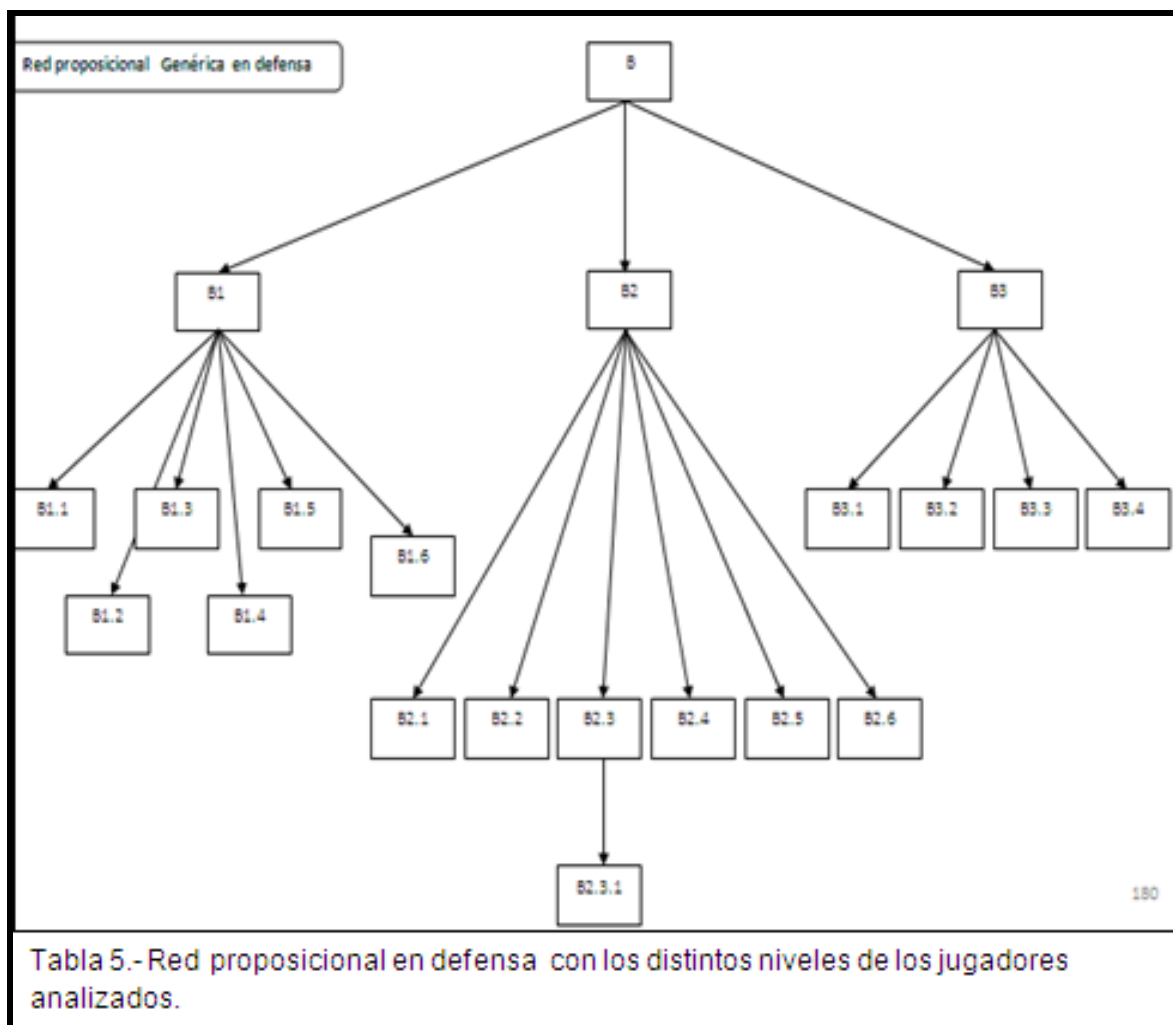 Red proposicional Genérica en defensa
B
B1
B2
B3
B1.1
B1.3
B1.5
B1.6
B1.2
B1.4
B3.1
B3.2
B3.3
B3.4
B2.1
B2.2
B2.3
B2.4
B2.5
B2.6
B2.3.1
180
Tabla 5.- Red proposicional en defensa con los distintos niveles de los jugadores
analizados.